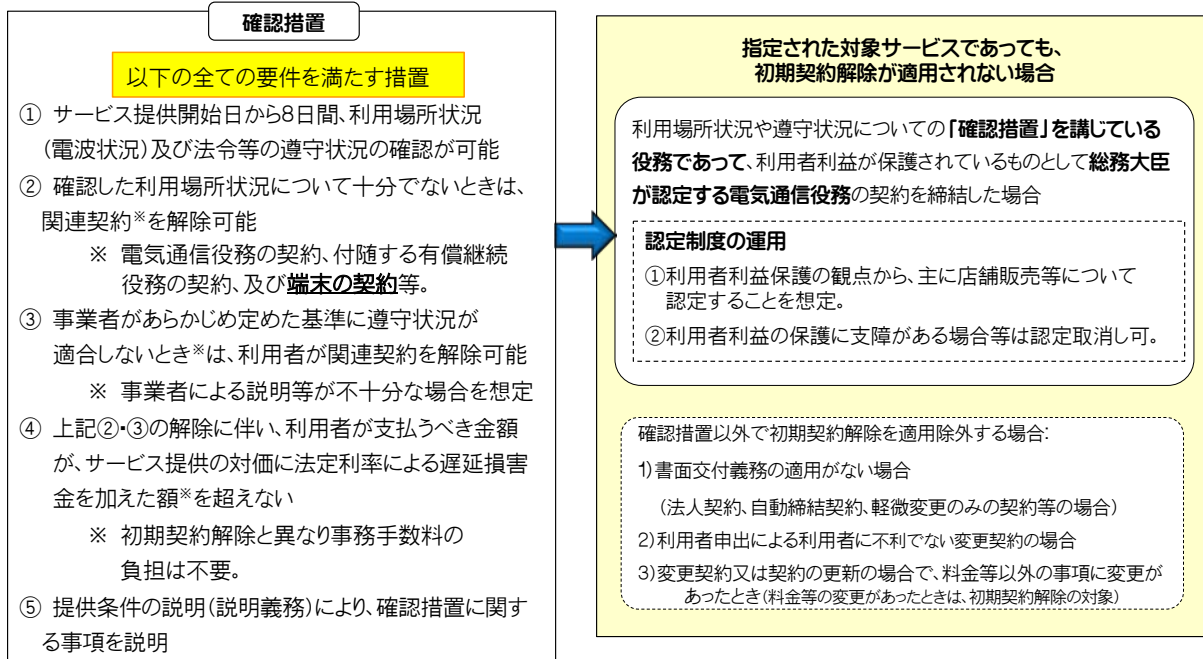 確認措置
以下の全ての要件を満たす措置
① サービス提供開始日から8日間、利用場所状況
(電波状況)及び法令等の遵守状況の確認が可能
② 確認した利用場所状況について十分でないときは、
関連契約※を解除可能
※ 電気通信役務の契約、付随する有償継続
役務の契約、及び端末の契約等。
③ 事業者があらかじめ定めた基準に遵守状況が
適合しないとき※は、利用者が関連契約を解除可能
※ 事業者による説明等が不十分な場合を想定
④ 上記②・③の解除に伴い、利用者が支払うべき金額
が、サービス提供の対価に法定利率による遅延損害
金を加えた額※を超えない
※ 初期契約解除と異なり事務手数料の
負担は不要。
⑤ 提供条件の説明(説明義務)により、確認措置に関す
る事項を説明
指定された対象サービスであっても、
初期契約解除が適用されない場合
利用場所状況や遵守状況についての「確認措置」を講じている
役務であって、利用者利益が保護されているものとして総務大臣
が認定する電気通信役務の契約を締結した場合
認定制度の運用
①利用者利益保護の観点から、主に店舗販売等について
認定することを想定。
②利用者利益の保護に支障がある場合等は認定取消し可。
確認措置以外で初期契約解除を適用除外する場合:
1)書面交付義務の適用がない場合
(法人契約、自動締結契約、軽微変更のみの契約等の場合)
2)利用者申出による利用者に不利でない変更契約の場合
3)変更契約又は契約の更新の場合で、料金等以外の事項に変更が
あったとき(料金等の変更があったときは、初期契約解除の対象)